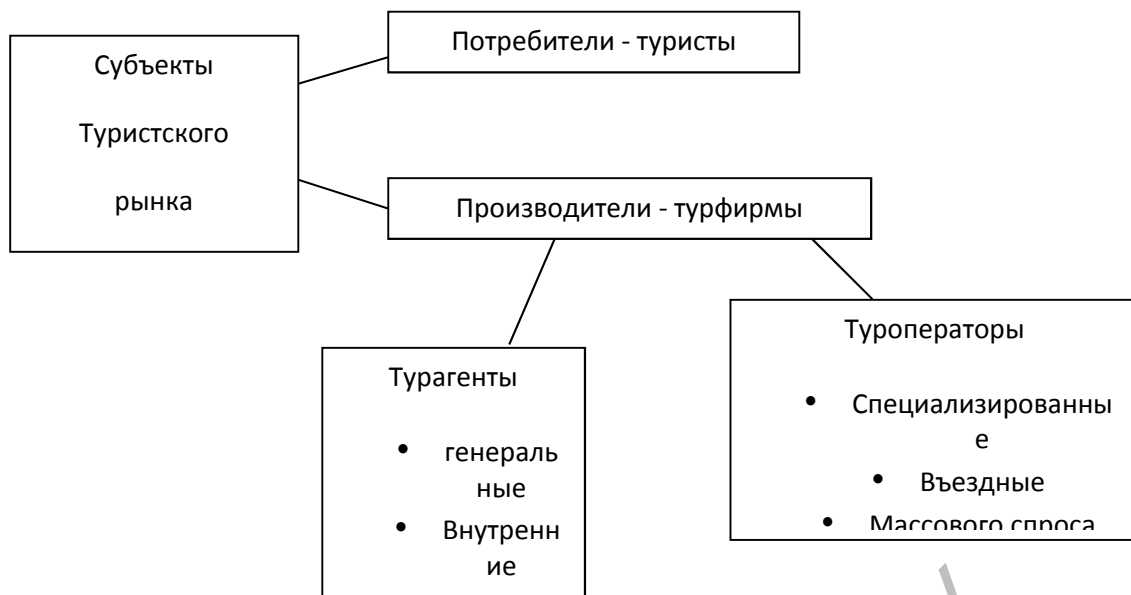 Субъекты
Туристского
рынка
Потребители - туристы
Производители - турфирмы
Турагенты
• генераль
ные
• Внутренн
ие
Туроператоры
• Специализированны
е
• Въездные
• Массового спроса